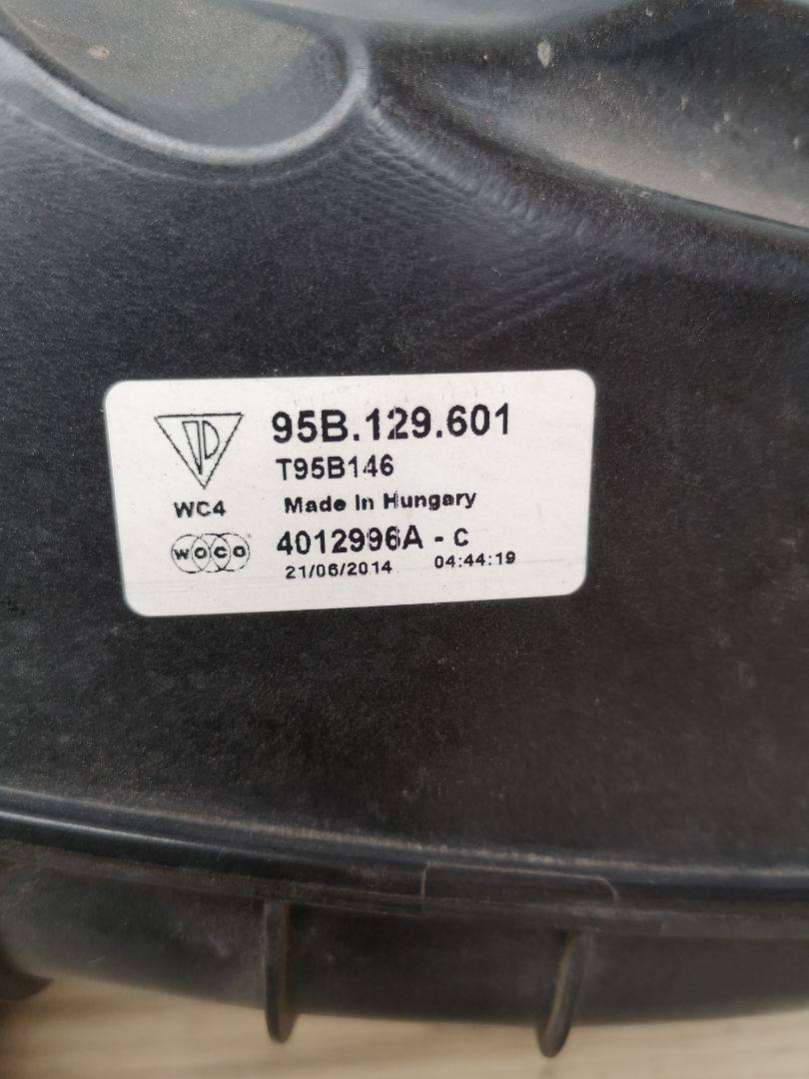 95B.129.601
T95B146
WC4 Made In Hungary
woco 4012996A - C
21/06/2014 04:44:19